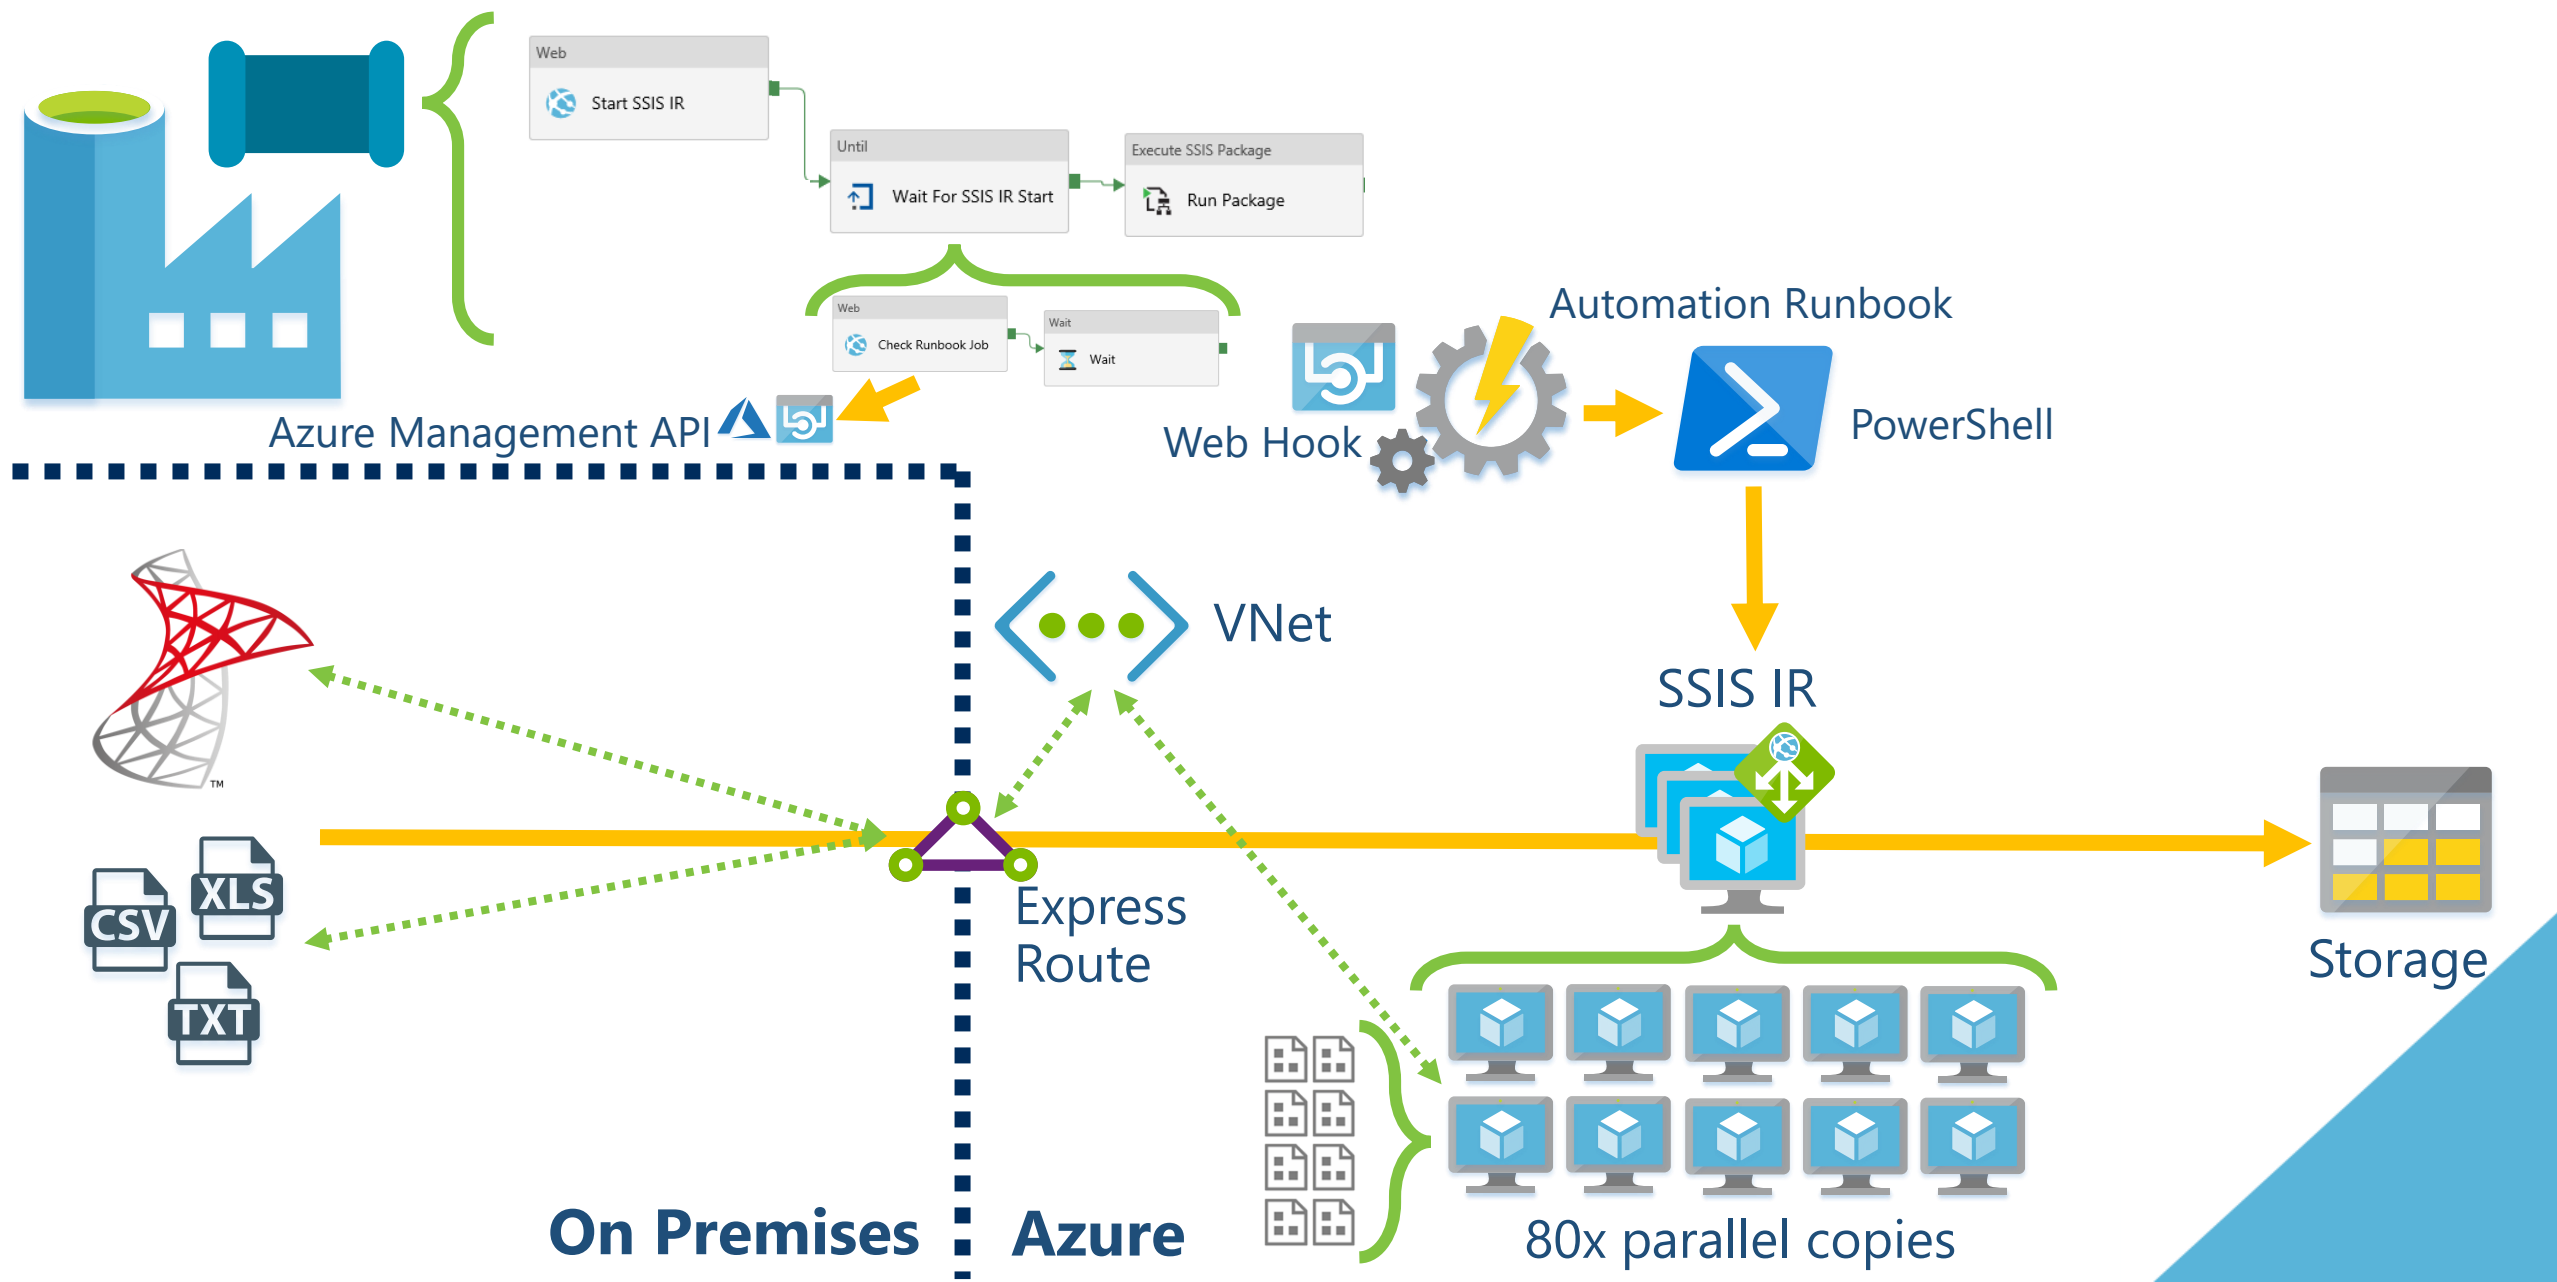 Web
Start SSIS IR
Until
Wait For SSIS IR Start
Execute SSIS Package
Run Package
Web
Check Runbook Job
Wait
Wait
Automation Runbook
Azure Management API
Web Hook
PowerShell
VNet
SSIS IR
TM
XLS
CSV
TXT
Express
Route
Storage
On Premises
Azure
80x parallel copies